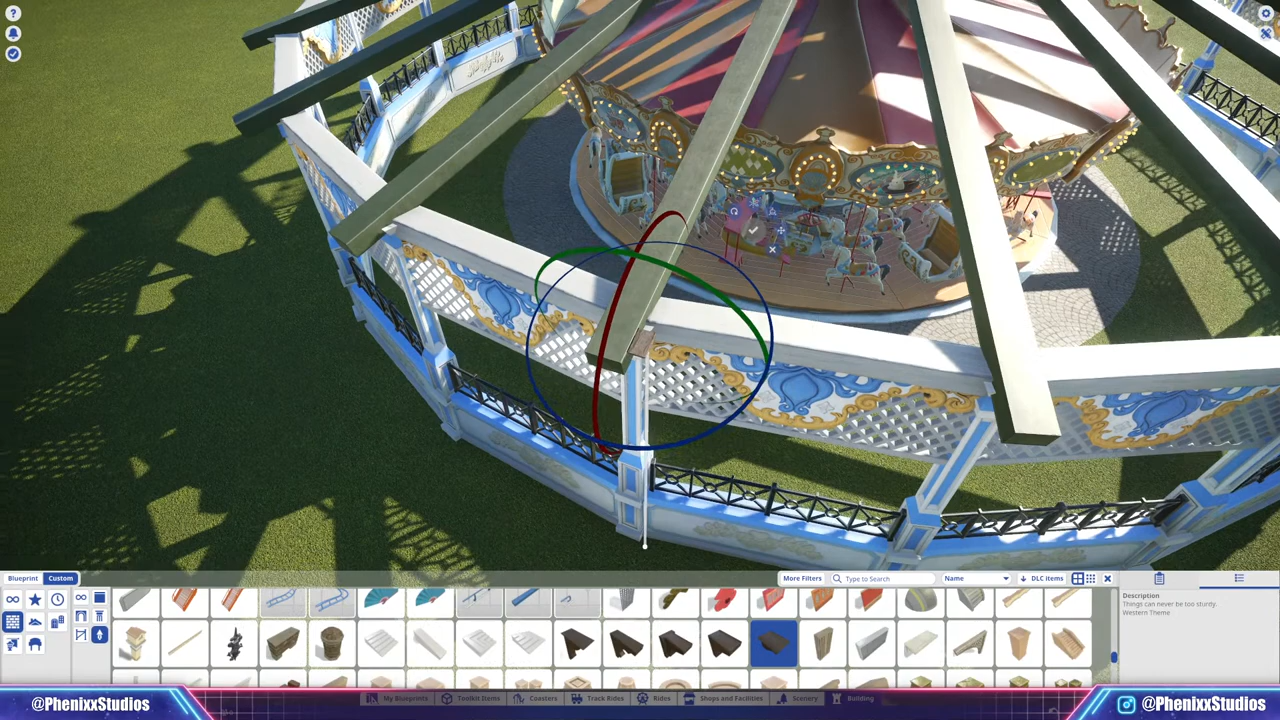 ?
Blueprint
Custom
More Filters
Type to Search
Name
DLC items
Description
Things can never be too sturdy.
Western Theme
My Blueprints
Toolkit Items
Coasters
Track Rides
Rides
Shops and Facilities
Scenery
Building
@PhenixxStudios
@PhenixxStudios